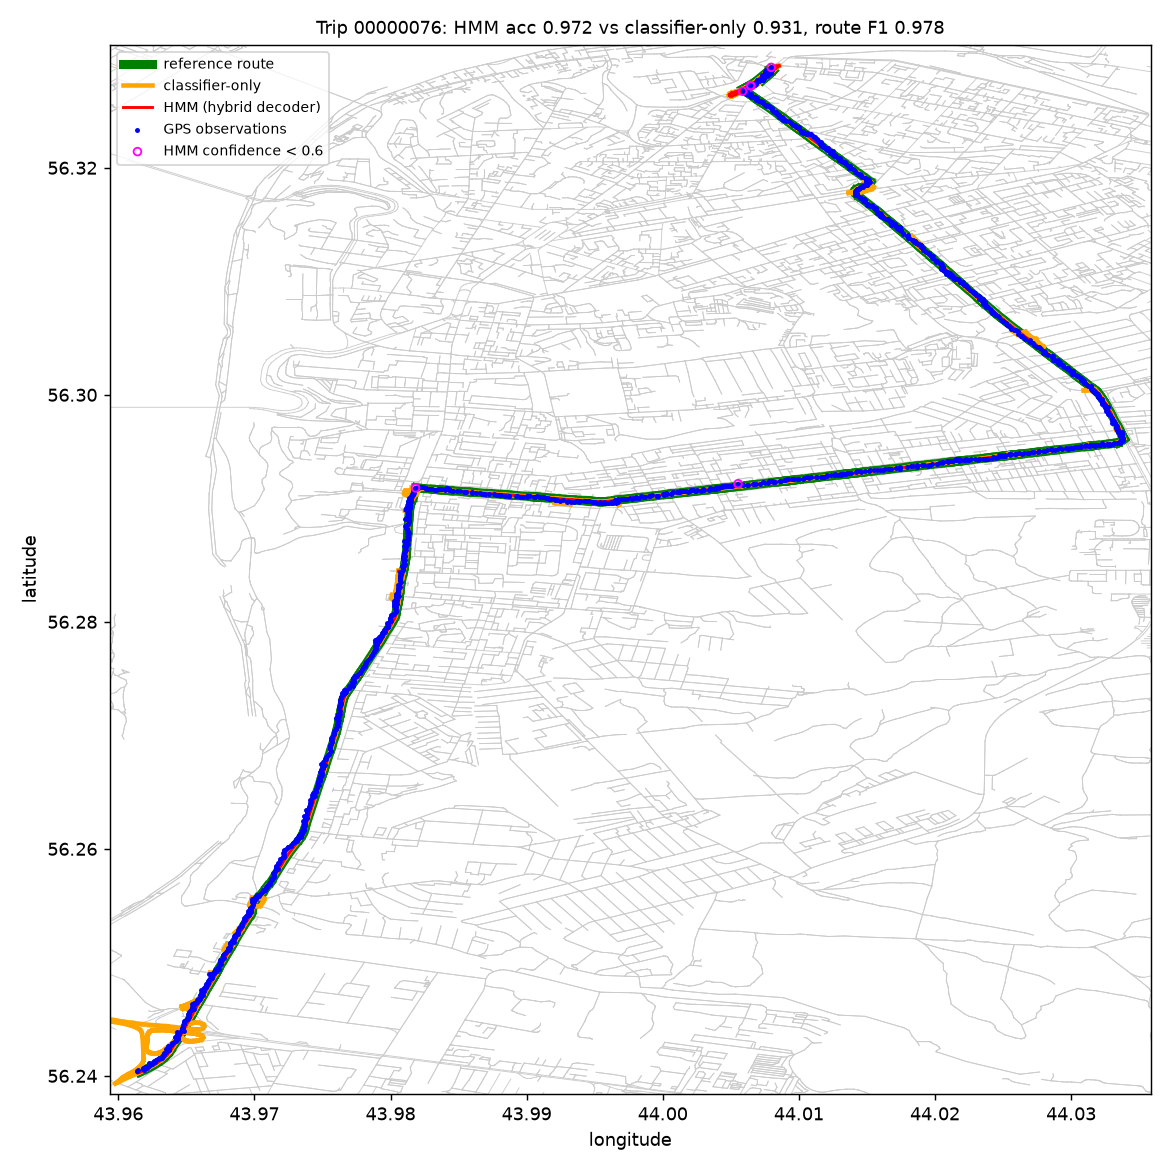 Trip 00000076: HMM acc 0.972 vs classifier-only 0.931, route F1 0.978
reference route
classifier-only
HMM (hybrid decoder)
GPS observations
HMM confidence < 0.6
56.32
56.30
56.28
56.26
56.24
latitude
43.96
43.97
43.98
43.99
44.00
44.01
44.02
44.03
longitude